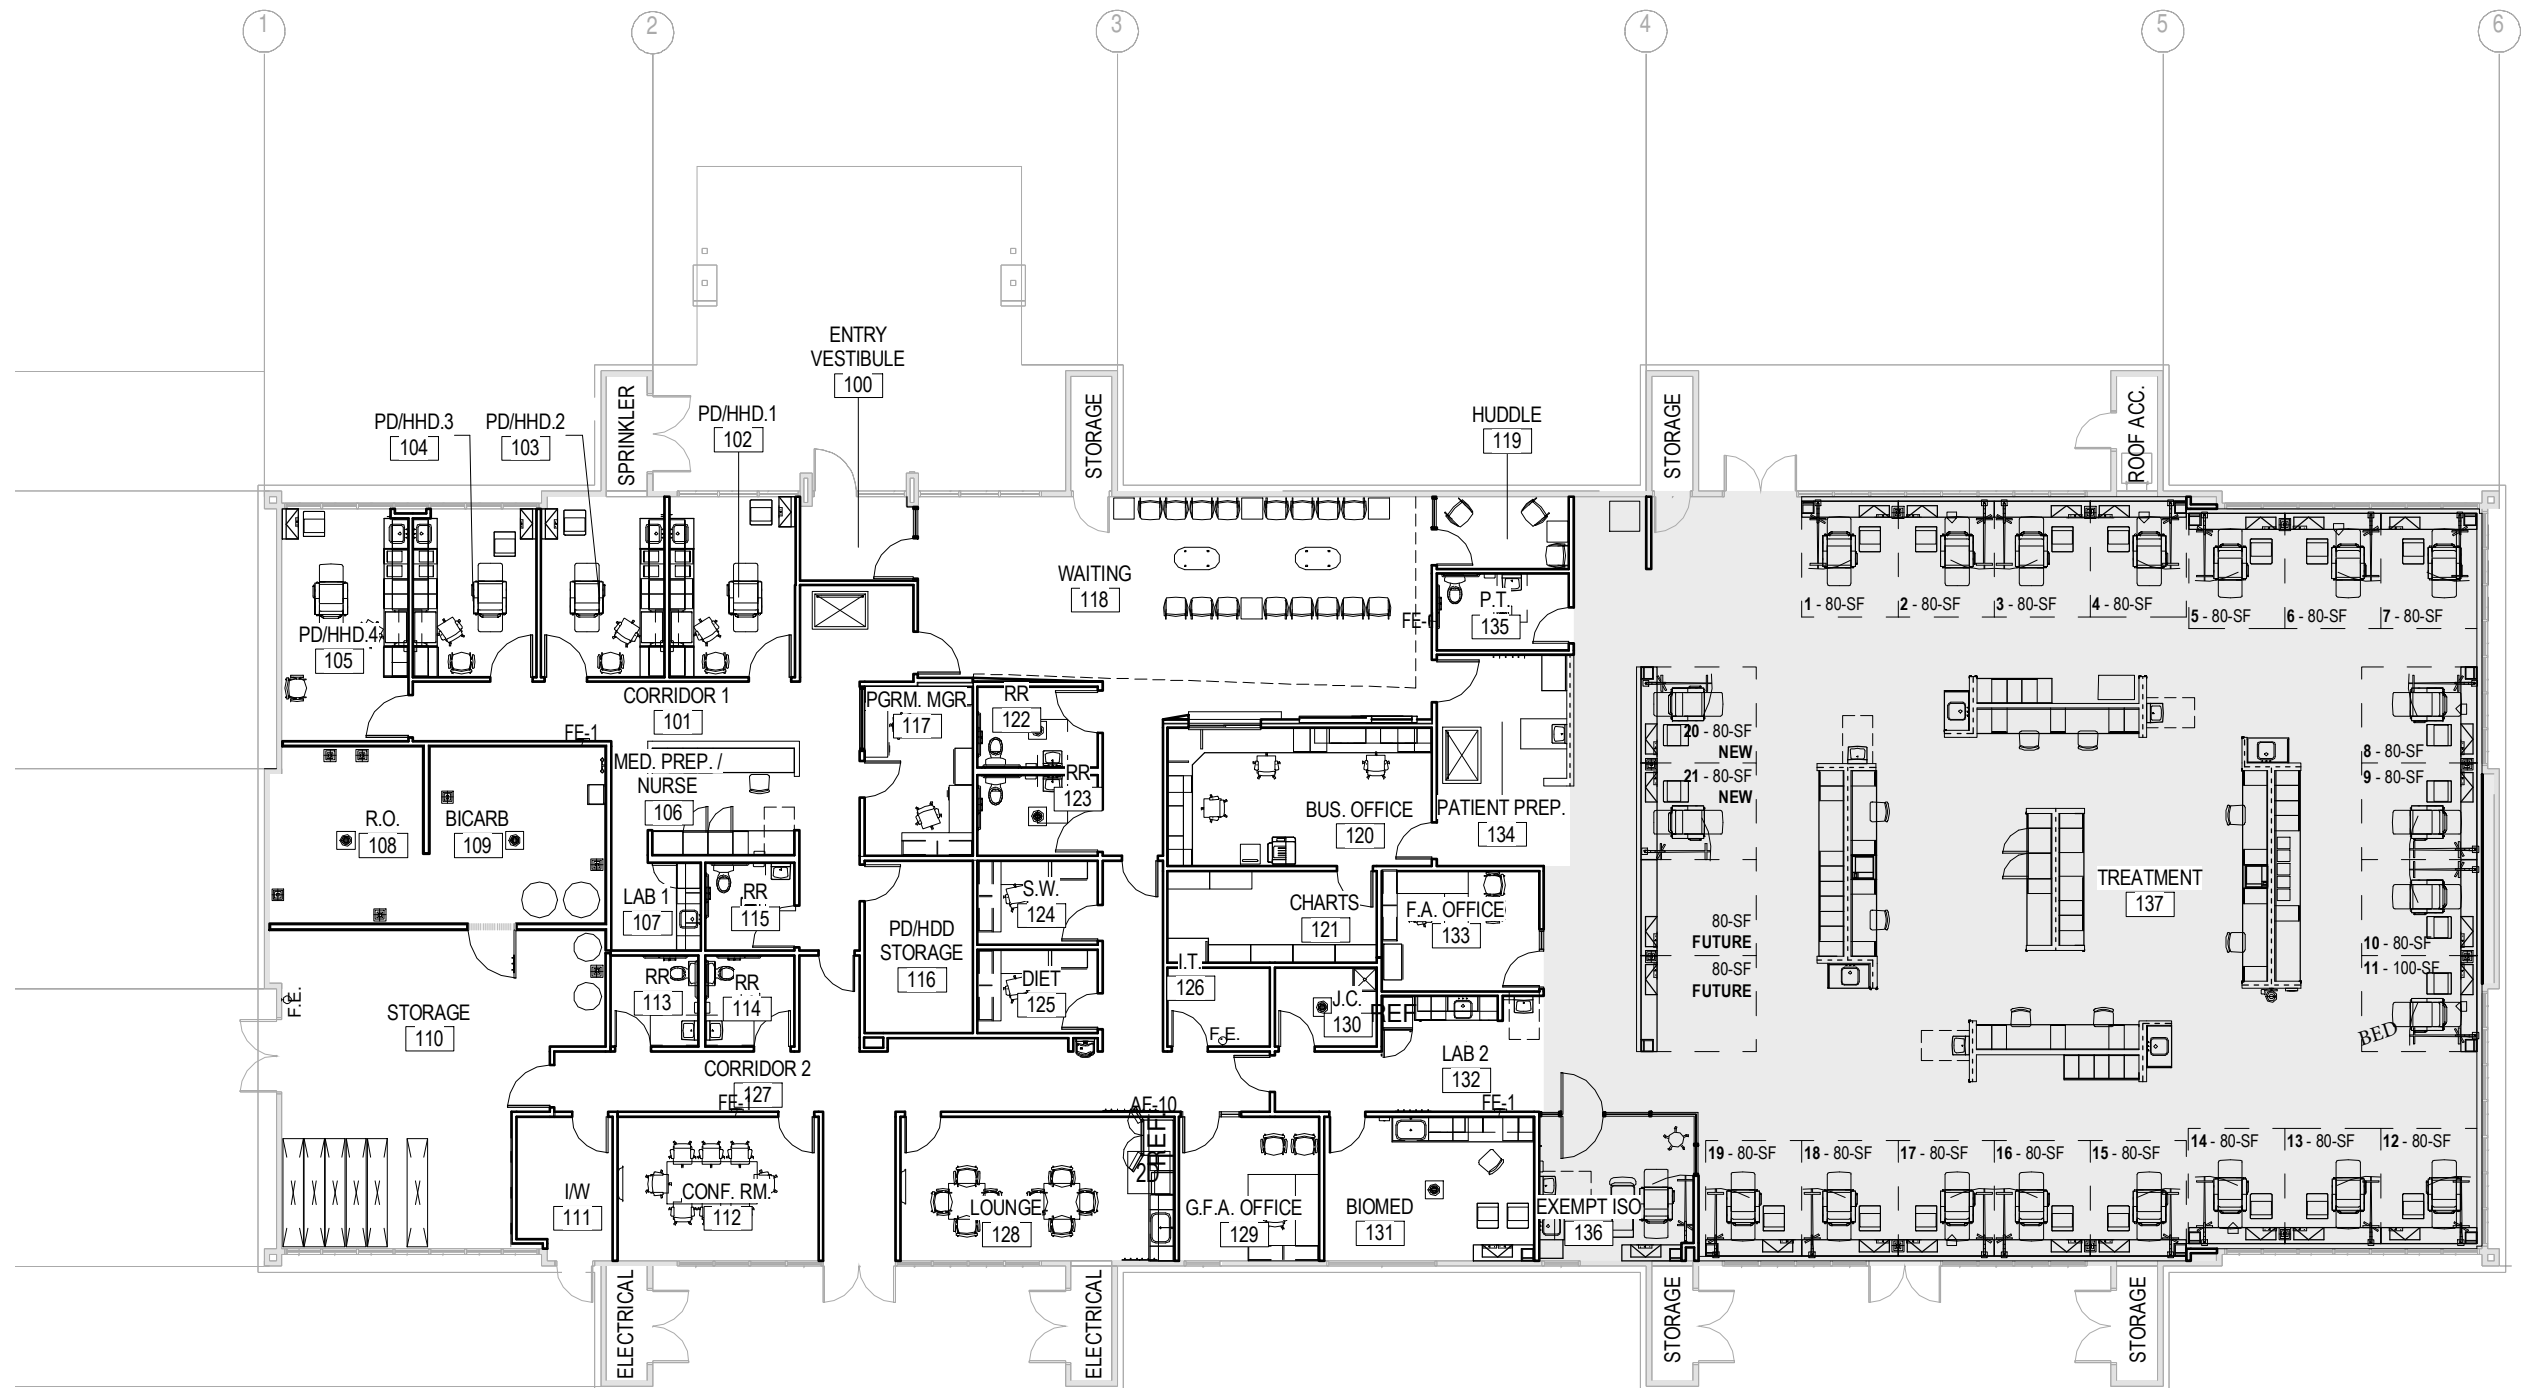 1
2
3
4
5
6
ENTRY
VESTIBULE
100
SPRINKLER
STORAGE
STORAGE
ROOF ACC.
PD/HHD.3
104
PD/HHD.2
103
PD/HHD.1
102
HUDDLE
119
WAITING
118
PD/HHD.4
105
FE-
P.T.
135
1 - 80-SF
2 - 80-SF
3 - 80-SF
4 - 80-SF
5 - 80-SF
6 - 80-SF
7 - 80-SF
CORRIDOR 1
101
FE-1
PGRM. MGR.
117
RR
122
RR
123
MED. PREP. /
NURSE
106
R.O.
108
BICARB
109
BUS. OFFICE
120
PATIENT PREP.
134
20 - 80-SF
NEW
21 - 80-SF
NEW
8 - 80-SF
9 - 80-SF
LAB 1
107
RR
115
PD/HDD
STORAGE
116
S.W.
124
CHARTS
121
F.A. OFFICE
133
TREATMENT
137
80-SF
FUTURE
80-SF
FUTURE
10 - 80-SF
11 - 100-SF
BED
F.E.
STORAGE
110
RR
113
RR
114
DIET
125
I.T.
126
F.E.
J.C.
130
REF
LAB 2
132
CORRIDOR 2
127
FE-1
AF-10
REF
2D
FE-1
I/W
111
CONF. RM.
112
LOUNGE
128
G.F.A. OFFICE
129
BIOMED
131
EXEMPT ISO
136
19 - 80-SF
18 - 80-SF
17 - 80-SF
16 - 80-SF
15 - 80-SF
14 - 80-SF
13 - 80-SF
12 - 80-SF
ELECTRICAL
ELECTRICAL
STORAGE
STORAGE